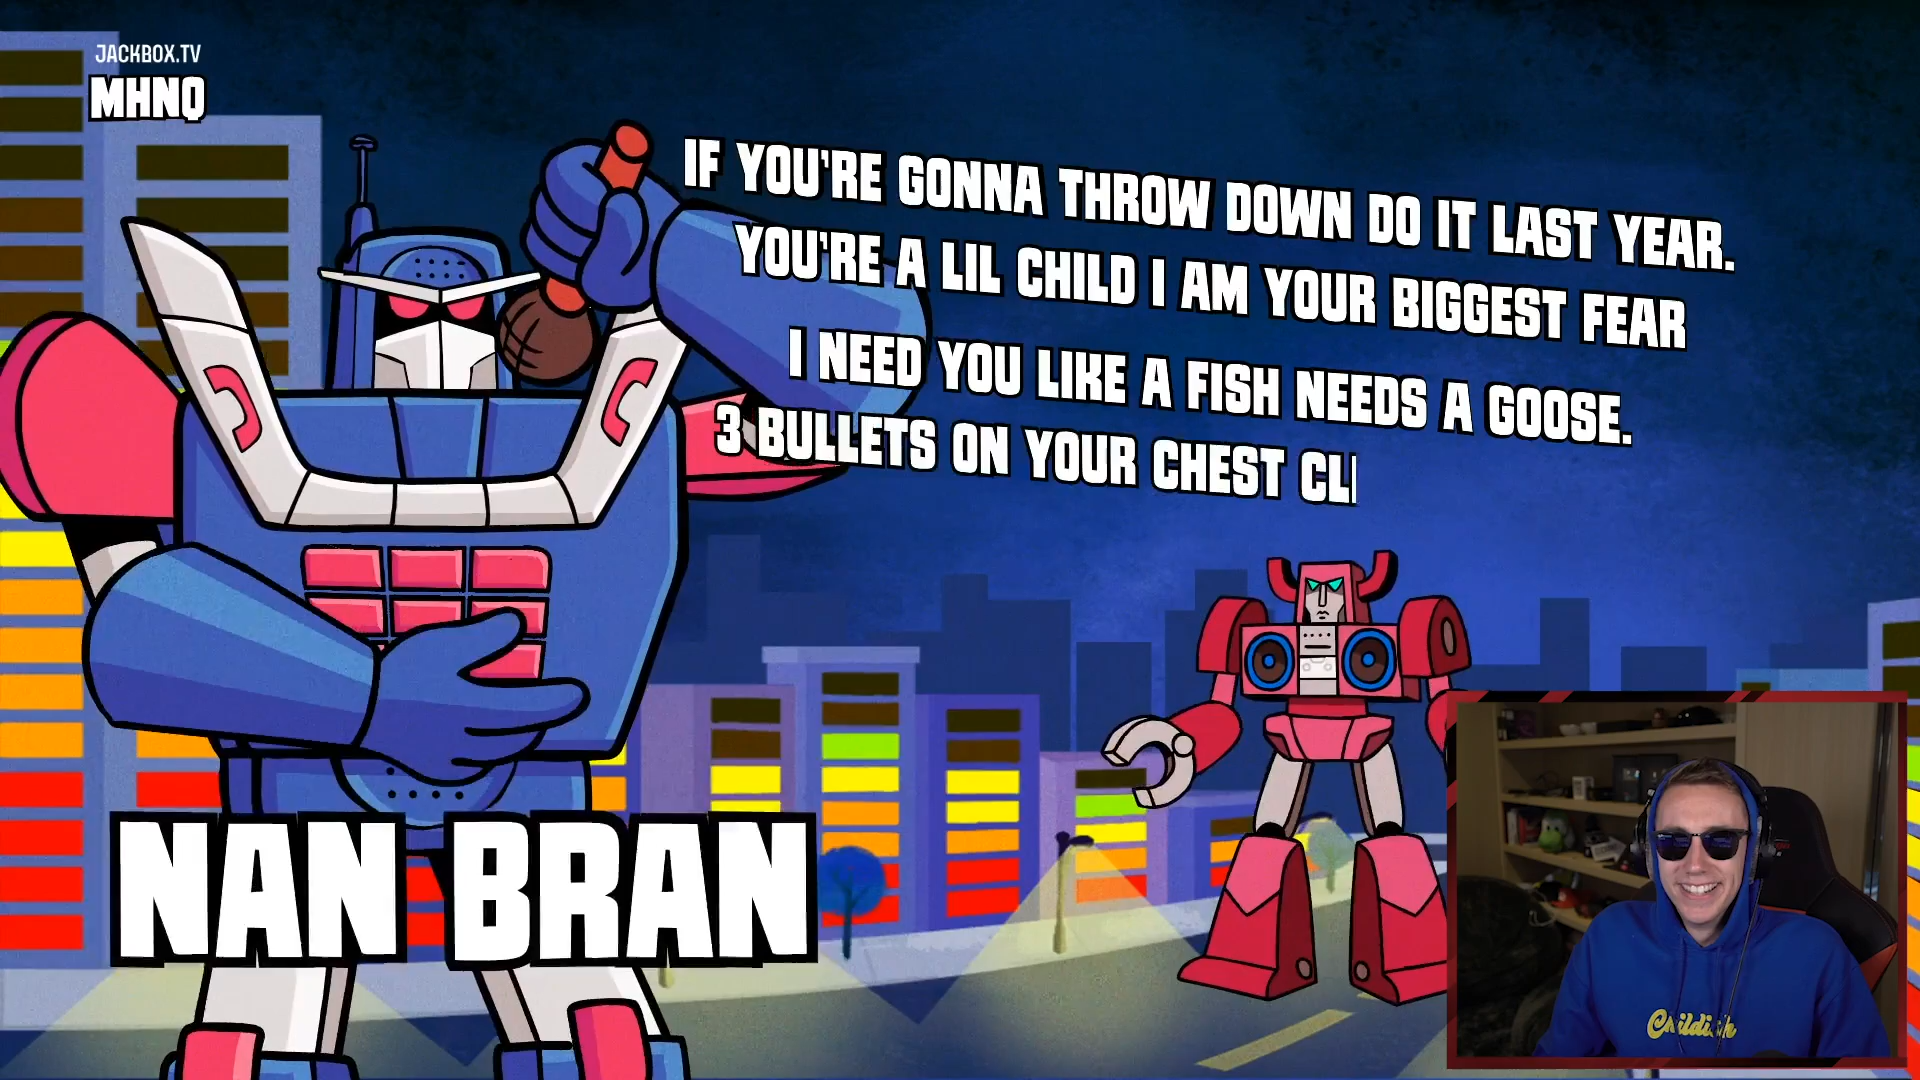 JACKBOX.TV
MHNQ
IF YOU'RE GONNA THROW DOWN DO IT LAST YEAR.
YOU'RE A LIL CHILD I AM YOUR BIGGEST FEAR
I NEED YOU LIKE A FISH NEEDS A GOOSE.
3 BULLETS ON YOUR CHEST CL
NAN BRAN
Childish